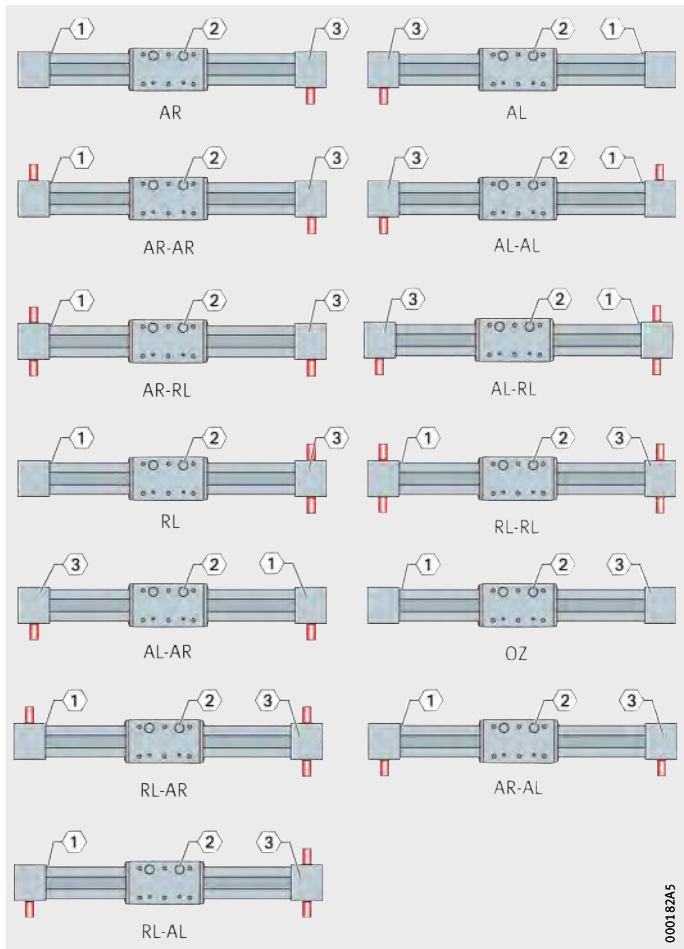 1 2 3 3 2 1
AR AL
1 2 3 3 2 1
AR-AR AL-AL
1 2 3 3 2 1
AR-RL AL-RL
1 2 3 1 2 3
RL RL-RL
3 2 1 1 2 3
AL-AR OZ
1 2 3 1 2 3
RL-AR AR-AL
1 2 3
RL-AL
000182A5